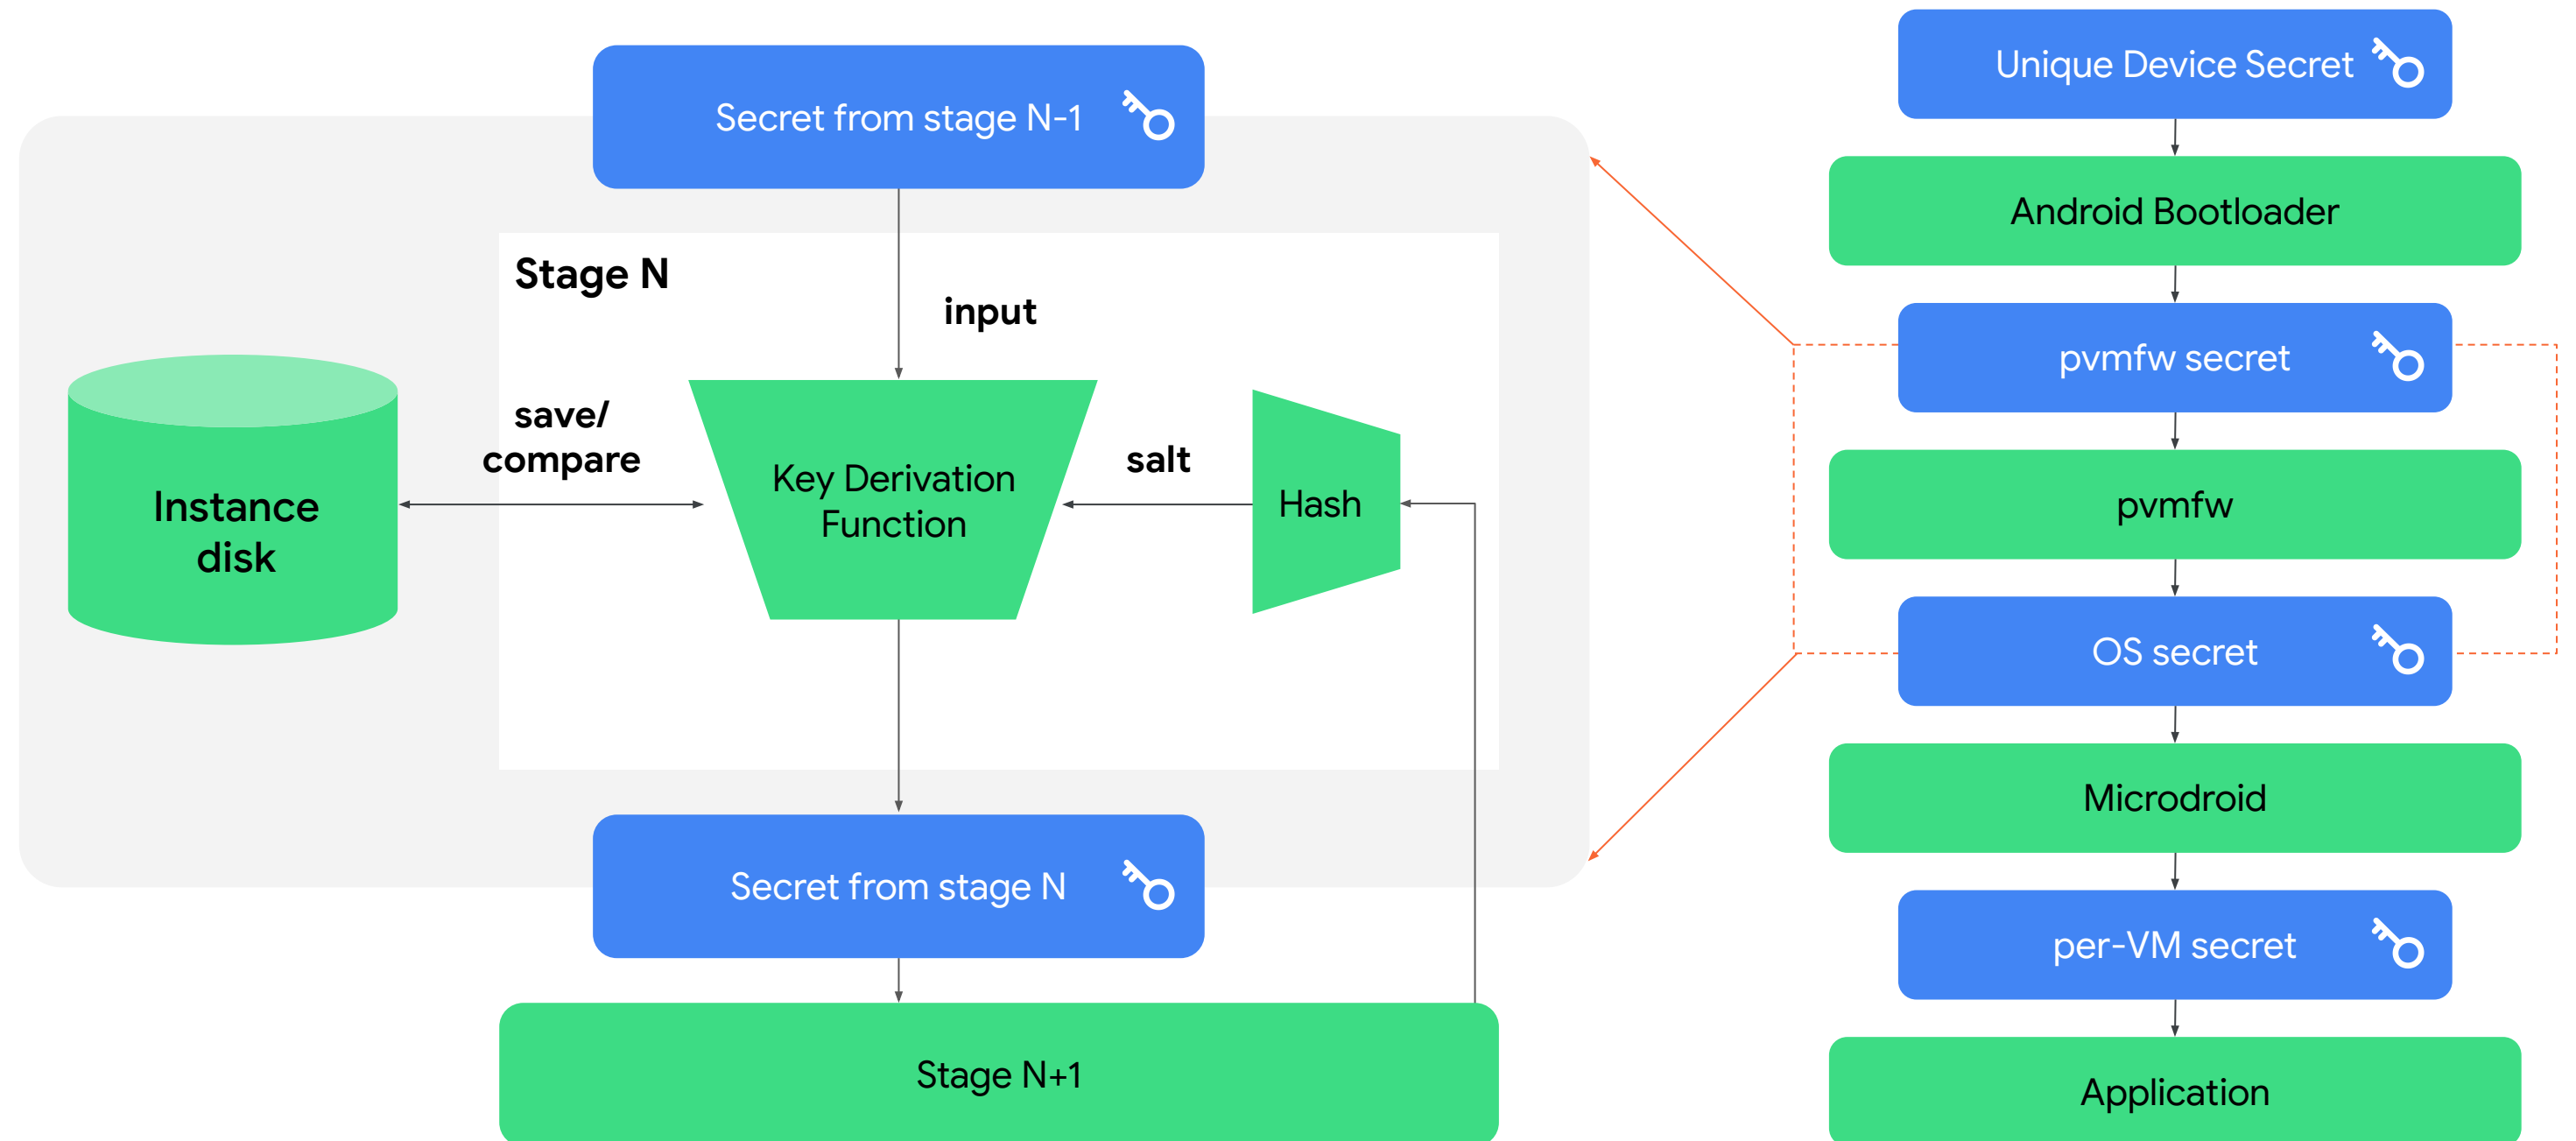 Secret from stage N-1
Stage N
input
save/
compare
Instance
disk
Key Derivation
Function
salt
Hash
Secret from stage N
Stage N+1
Unique Device Secret
Android Bootloader
pvmfw secret
pvmfw
OS secret
Microdroid
per-VM secret
Application